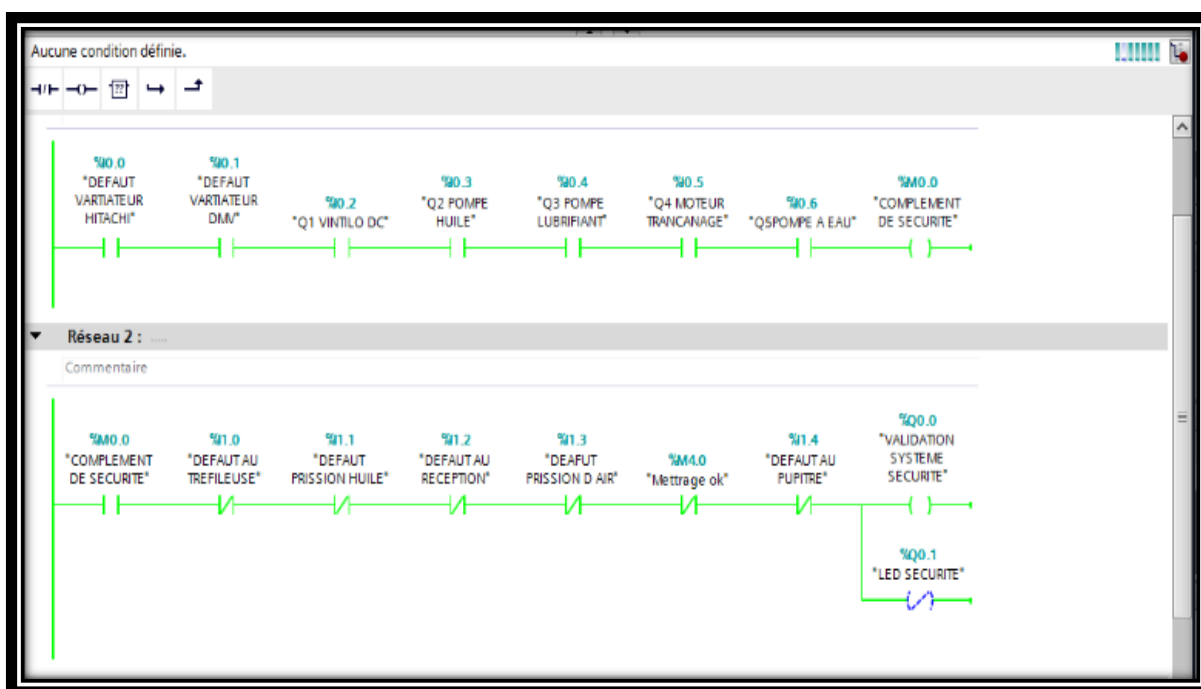 Aucune condition définie.
%I0.0
"DEFAUT
VARTIATEUR
HITACHI"
%I0.1
"DEFAUT
VARTIATEUR
DMV"
%I0.2
"Q1 VINTILO DC"
%I0.3
"Q2 POMPE
HUILE"
%I0.4
"Q3 POMPE
LUBRIFIANT"
%I0.5
"Q4 MOTEUR
TRANCANAGE"
%I0.6
"Q5POMPE A EAU"
%M0.0
"COMPLEMENT
DE SECURITE"
Réseau 2 : .....
Commentaire
%M0.0
"COMPLEMENT
DE SECURITE"
%I1.0
"DEFAUT AU
TREFILEUSE"
%I1.1
"DEFAUT
PRISSION HUILE"
%I1.2
"DEFAUT AU
RECEPTION"
%I1.3
"DEAFUT
PRISSION D AIR"
%M4.0
"Mettrage ok"
%I1.4
"DEFAUT AU
PUPITRE"
%Q0.0
"VALIDATION
SYSTEME
SECURITE"
%Q0.1
"LED SECURITE"